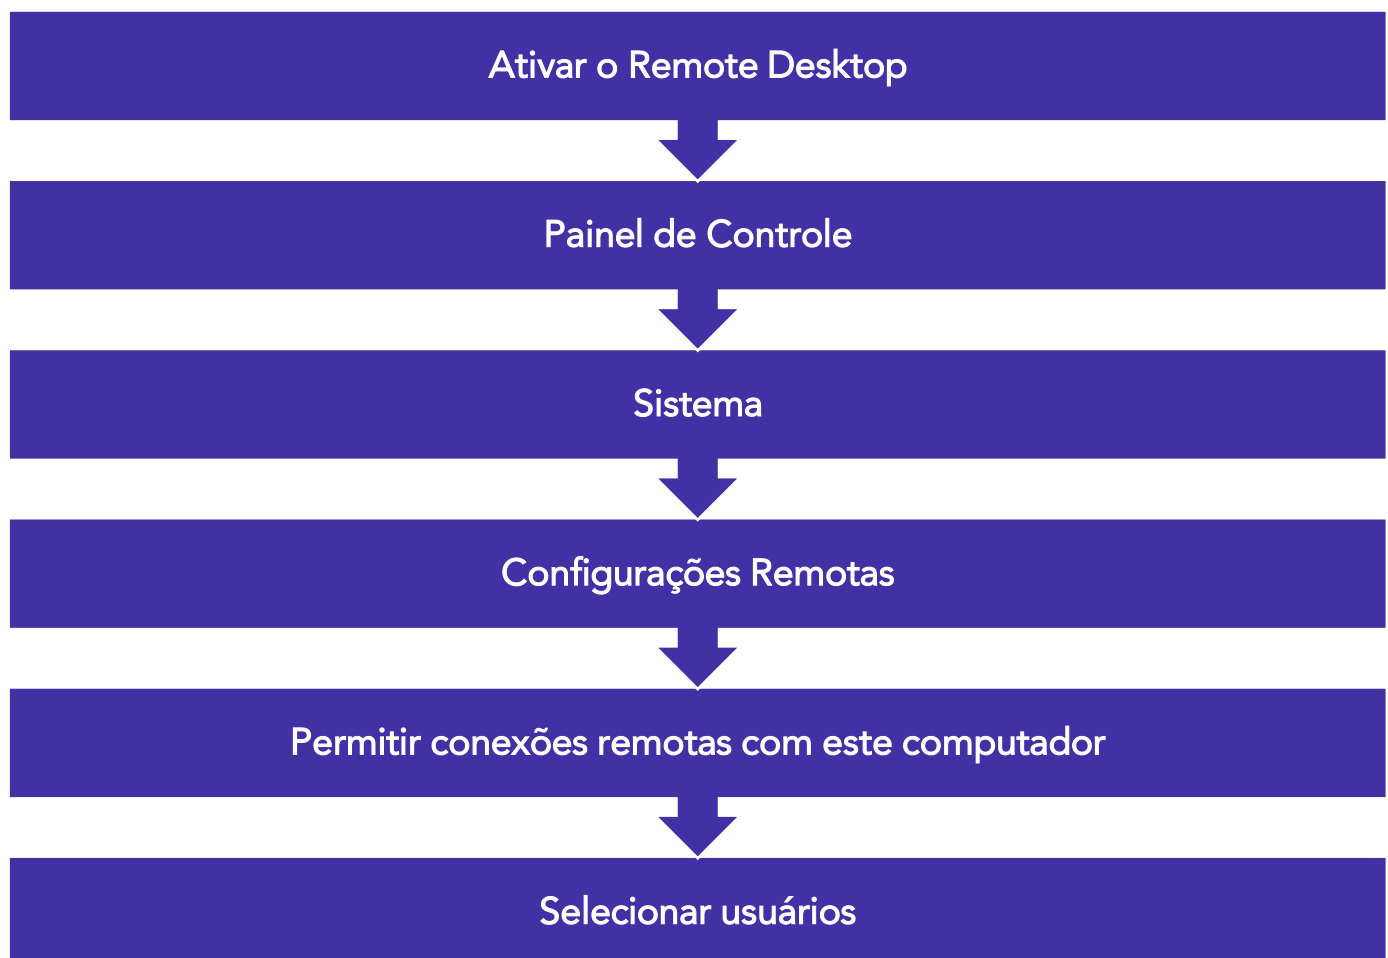 Ativar o Remote Desktop
Painel de Controle
Sistema
Configurações Remotas
Permitir conexões remotas com este computador
Selecionar usuários